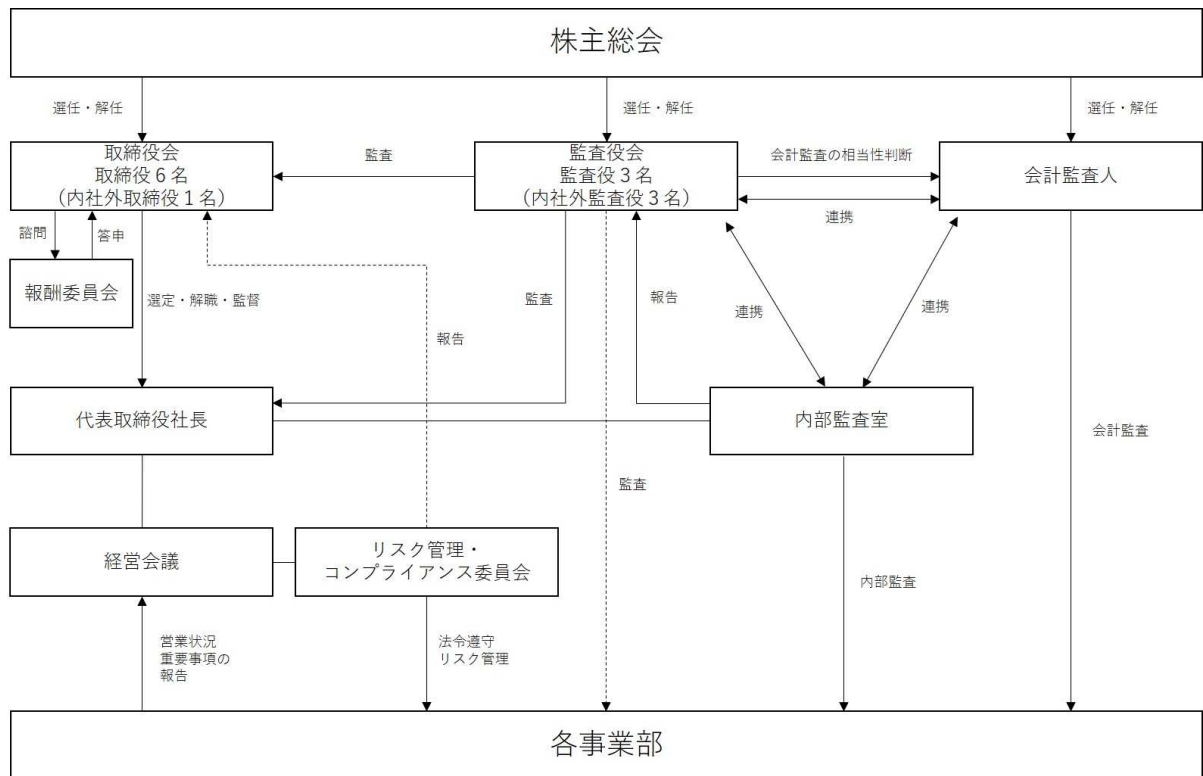 株主総会
選任・解任
選任・解任
選任・解任
取締役会
取締役6名
（内社外取締役1名）
監査
監査役会
監査役3名
（内社外監査役3名）
会計監査の相当性判断
連携
会計監査人
諮問
答申
報酬委員会
選定・解職・監督
報告
監査
報告
連携
連携
代表取締役社長
内部監査室
会計監査
監査
経営会議
リスク管理・
コンプライアンス委員会
内部監査
営業状況
重要事項の
報告
法令遵守
リスク管理
各事業部